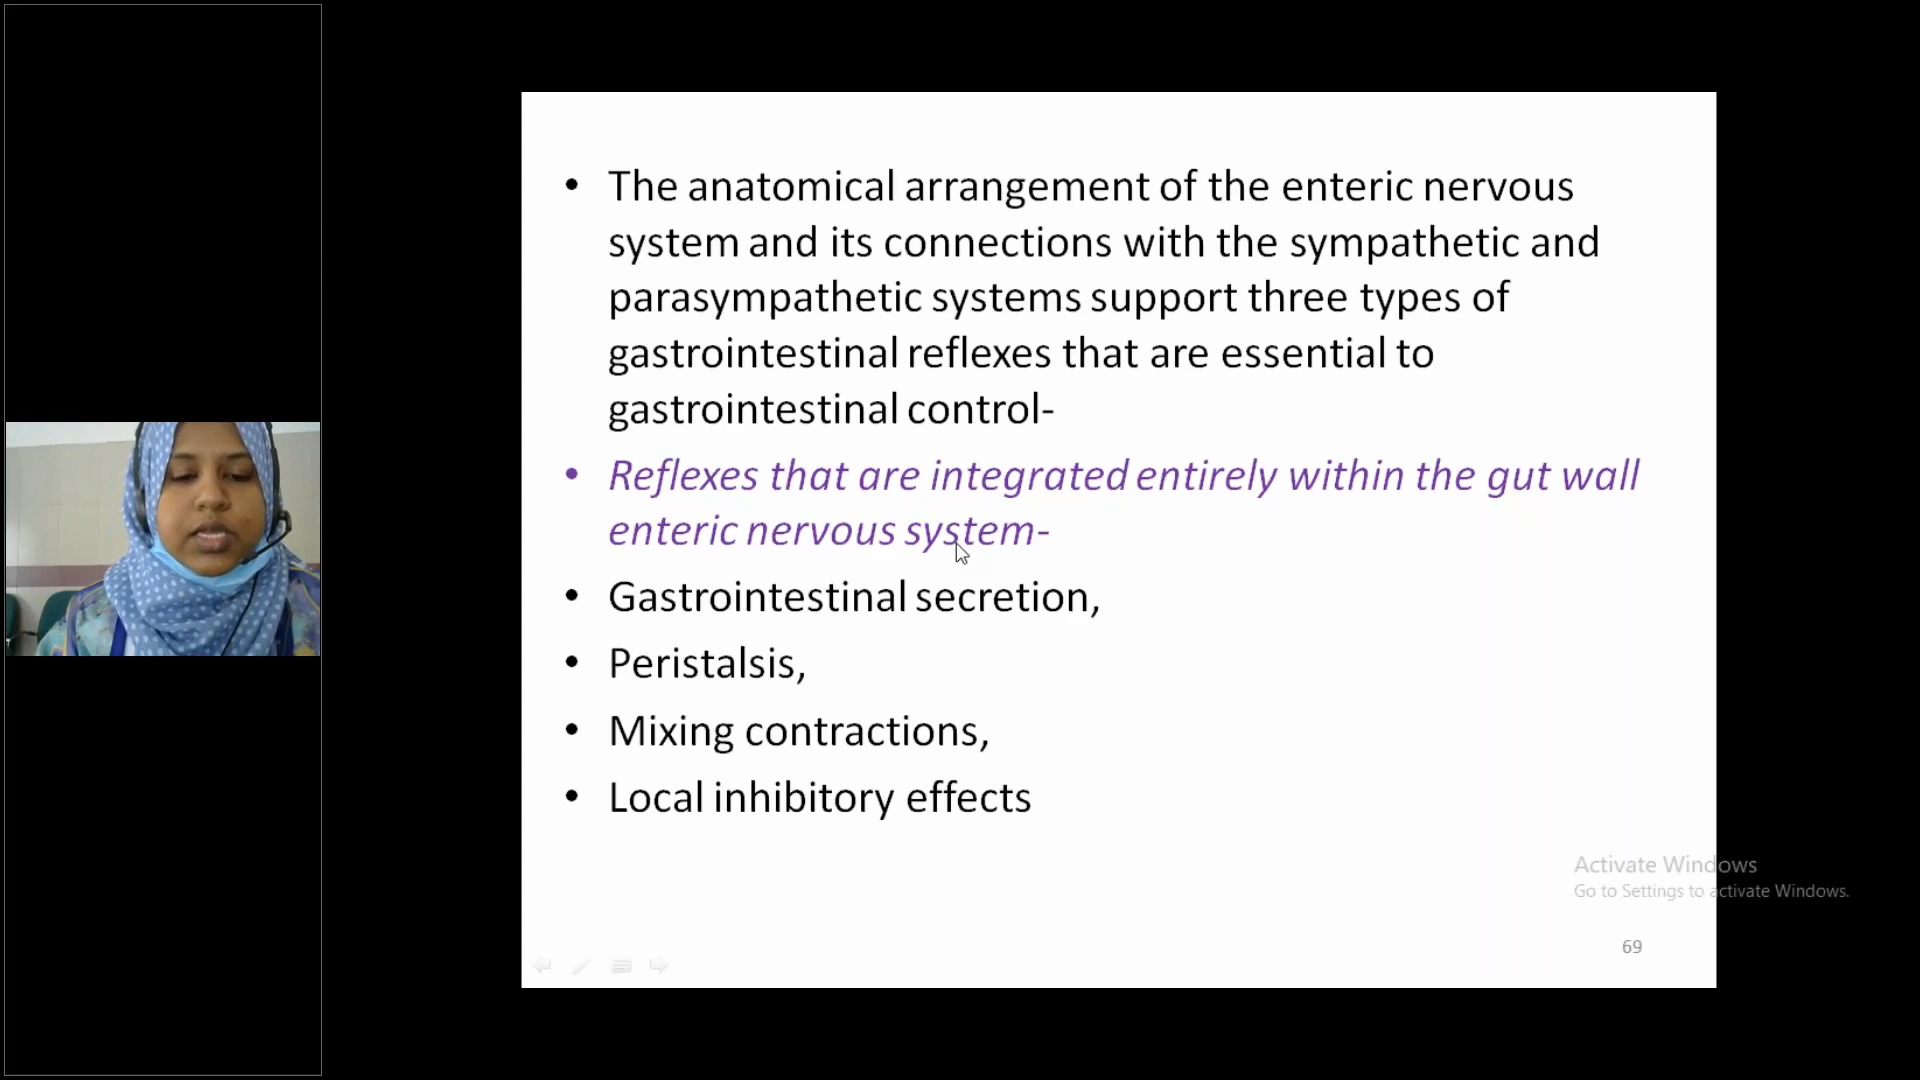 • The anatomical arrangement of the enteric nervous
system and its connections with the sympathetic and
parasympathetic systems support three types of
gastrointestinal reflexes that are essential to
gastrointestinal control-
• Reflexes that are integrated entirely within the gut wall
enteric nervous system-
• Gastrointestinal secretion,
• Peristalsis,
• Mixing contractions,
• Local inhibitory effects
Activate Windows
Go to Settings to activate Windows.
69